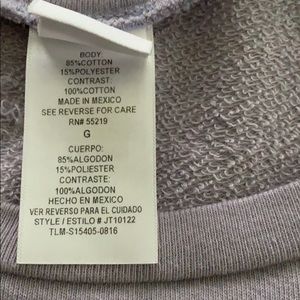 BODY
85%COTTON
15%POLYESTER
CONTRAST
100%COTTON
MADE IN MEXICO
SEE REVERSE FOR CARE
RN# 55219
G
CUERPO:
85%ALGODON
15%POLIESTER
CONTRASTE:
100%ALGODON
HECHO EN MEXICO
VER REVERSO PARA EL CUIDADO
STYLE / ESTILO # JT10122
TLM-S15405-0816